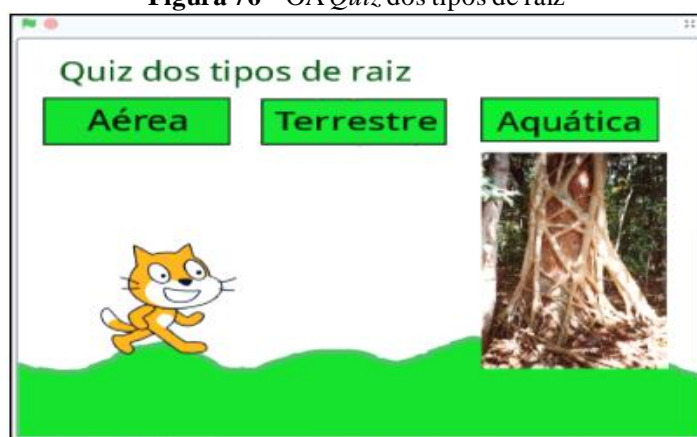 Figura 76 – OA Quiz dos tipos de raiz
Quiz dos tipos de raiz
Aérea
Terrestre
Aquática